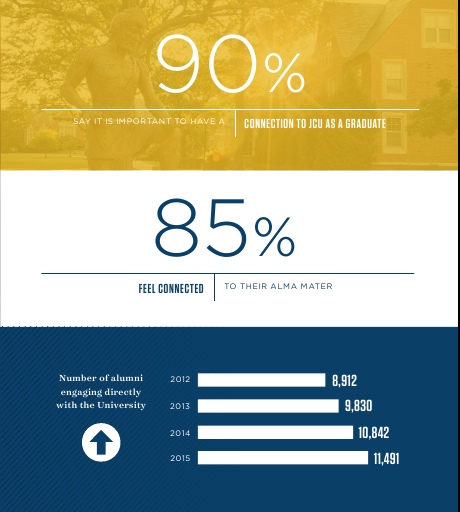 90%
SAY IT IS IMPORTANT TO HAVE A CONNECTION TO JCU AS A GRADUATE
85%
FEEL CONNECTED TO THEIR ALMA MATER
Number of alumni
engaging directly
with the University
2012 8,912
2013 9,830
2014 10,842
2015 11,491